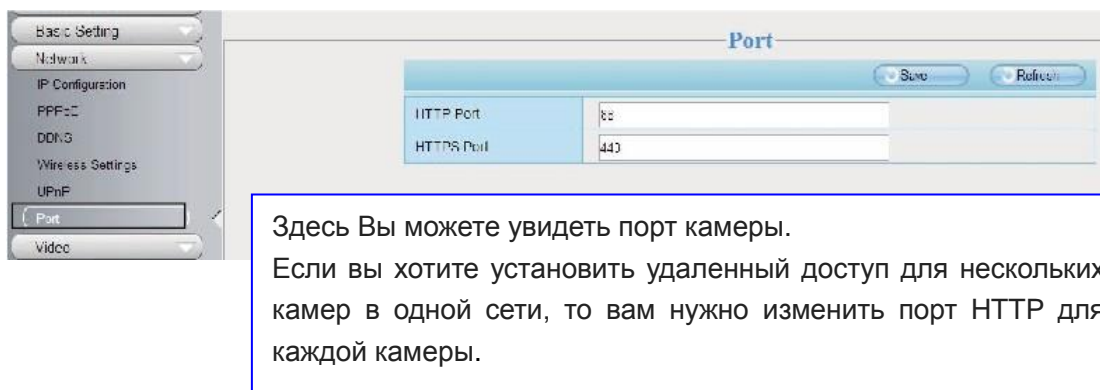 Basic Setting
Network
IP Configuration
PPPoE
DDNS
Wireless Settings
UPnP
Port
Video
Port
Save
Refresh
HTTP Port
HTTPS Port
Здесь Вы можете увидеть порт камеры.
Если вы хотите установить удаленный доступ для нескольких
камер в одной сети, то вам нужно изменить порт HTTP для
каждой камеры.